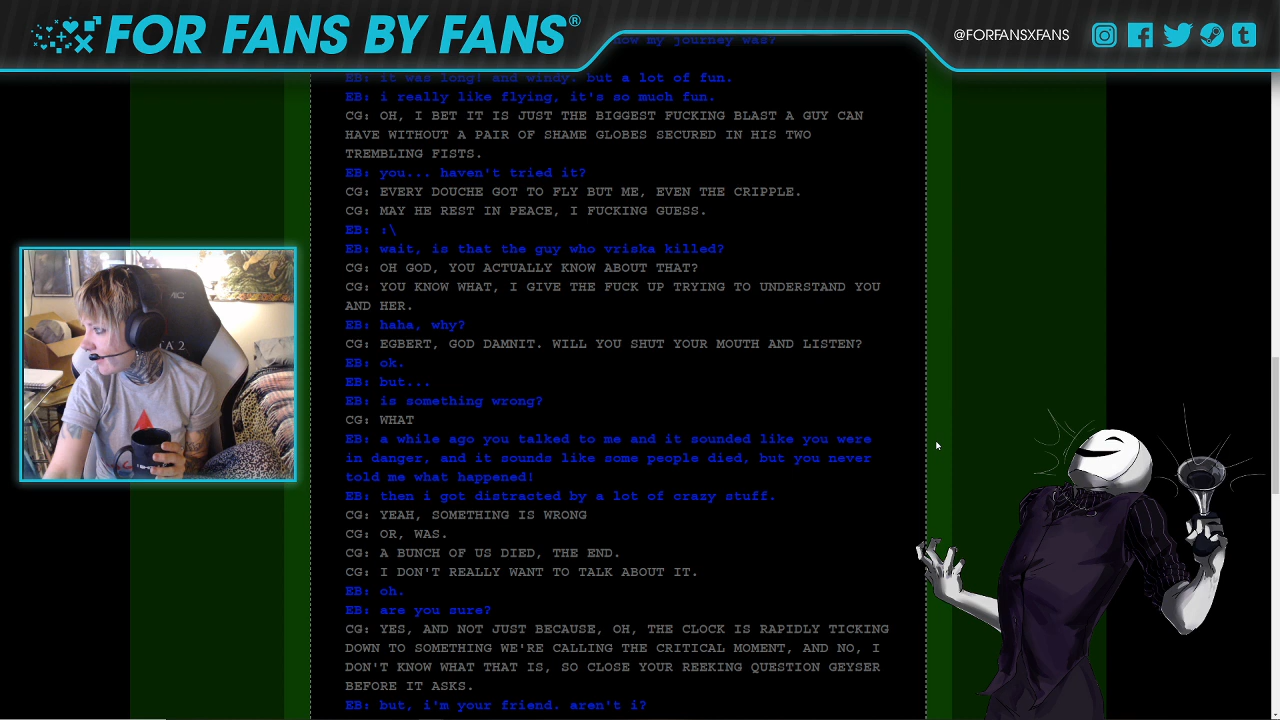 FOR FANS BY FANS®
@FORFANSXFANS
how my journey was?
EB: it was long! and windy. but a lot of fun.
EB: i really like flying, it's so much fun.
CG: OH, I BET IT IS JUST THE BIGGEST FUCKING BLAST A GUY CAN
HAVE WITHOUT A PAIR OF SHAME GLOBES SECURED IN HIS TWO
TREMBLING FISTS.
EB: you... haven't tried it?
CG: EVERY DOUCHE GOT TO FLY BUT ME, EVEN THE CRIPPLE.
CG: MAY HE REST IN PEACE, I FUCKING GUESS.
EB: :\
EB: wait, is that the guy who vriska killed?
CG: OH GOD, YOU ACTUALLY KNOW ABOUT THAT?
CG: YOU KNOW WHAT, I GIVE THE FUCK UP TRYING TO UNDERSTAND YOU
AND HER.
EB: haha, why?
CG: EGBERT, GOD DAMNIT. WILL YOU SHUT YOUR MOUTH AND LISTEN?
EB: ok.
EB: but...
EB: is something wrong?
CG: WHAT
EB: a while ago you talked to me and it sounded like you were
in danger, and it sounds like some people died, but you never
told me what happened!
EB: then i got distracted by a lot of crazy stuff.
CG: YEAH, SOMETHING IS WRONG
CG: OR, WAS.
CG: A BUNCH OF US DIED, THE END.
CG: I DON'T REALLY WANT TO TALK ABOUT IT.
EB: oh.
EB: are you sure?
CG: YES, AND NOT JUST BECAUSE, OH, THE CLOCK IS RAPIDLY TICKING
DOWN TO SOMETHING WE'RE CALLING THE CRITICAL MOMENT, AND NO, I
DON'T KNOW WHAT THAT IS, SO CLOSE YOUR REEKING QUESTION GEYSER
BEFORE IT ASKS.
EB: but, i'm your friend. aren't i?